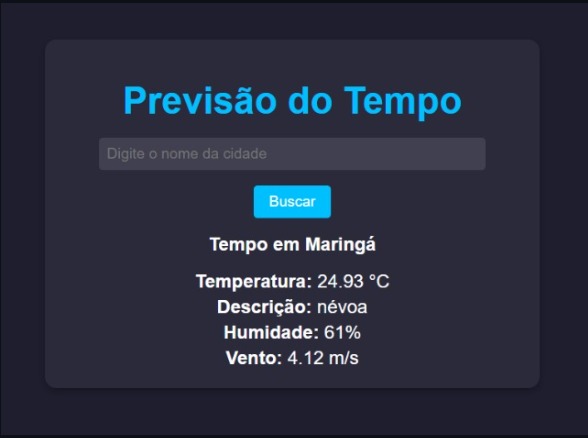 Previsão do Tempo
Digite o nome da cidade
Buscar
Tempo em Maringá
Temperatura: 24.93 °C
Descrição: névoa
Humidade: 61%
Vento: 4.12 m/s